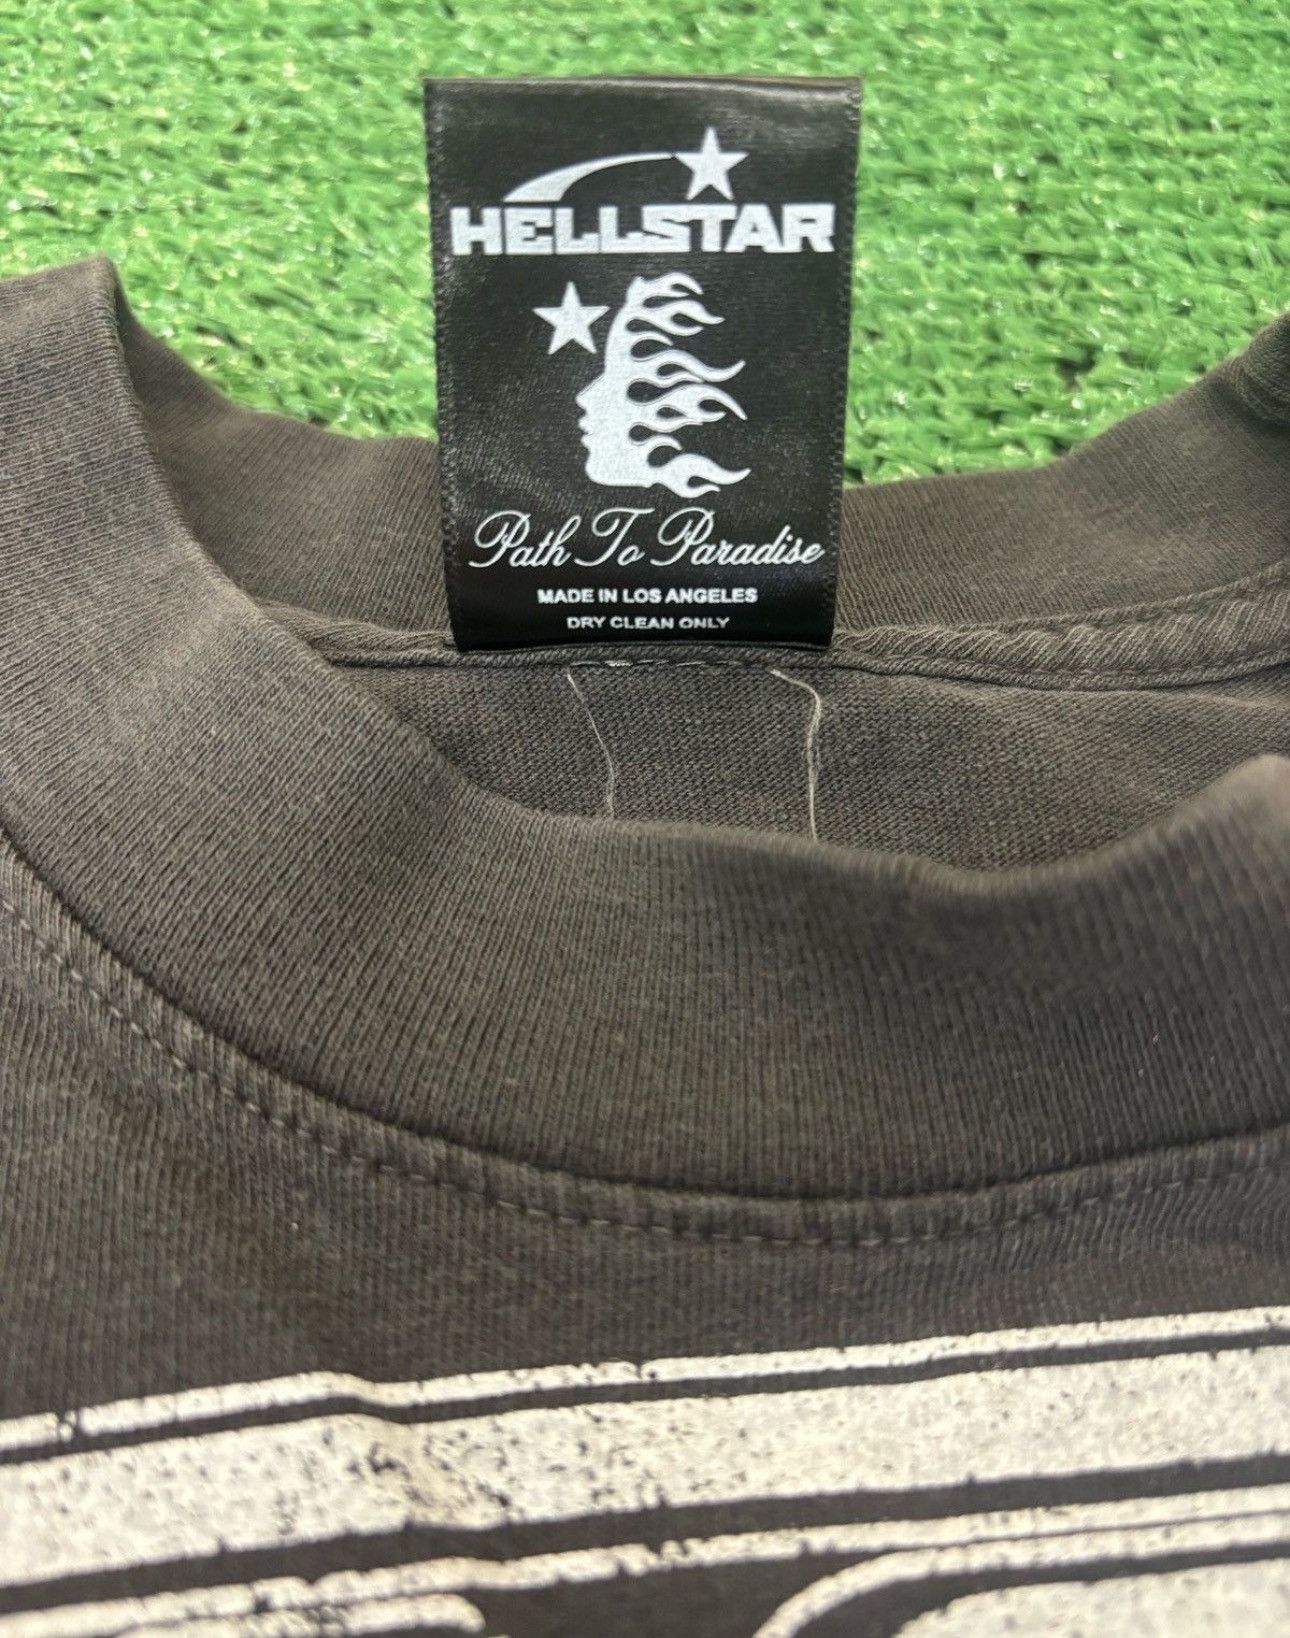 HELLSTAR
Path To Paradise
MADE IN LOS ANGELES
DRY CLEAN ONLY